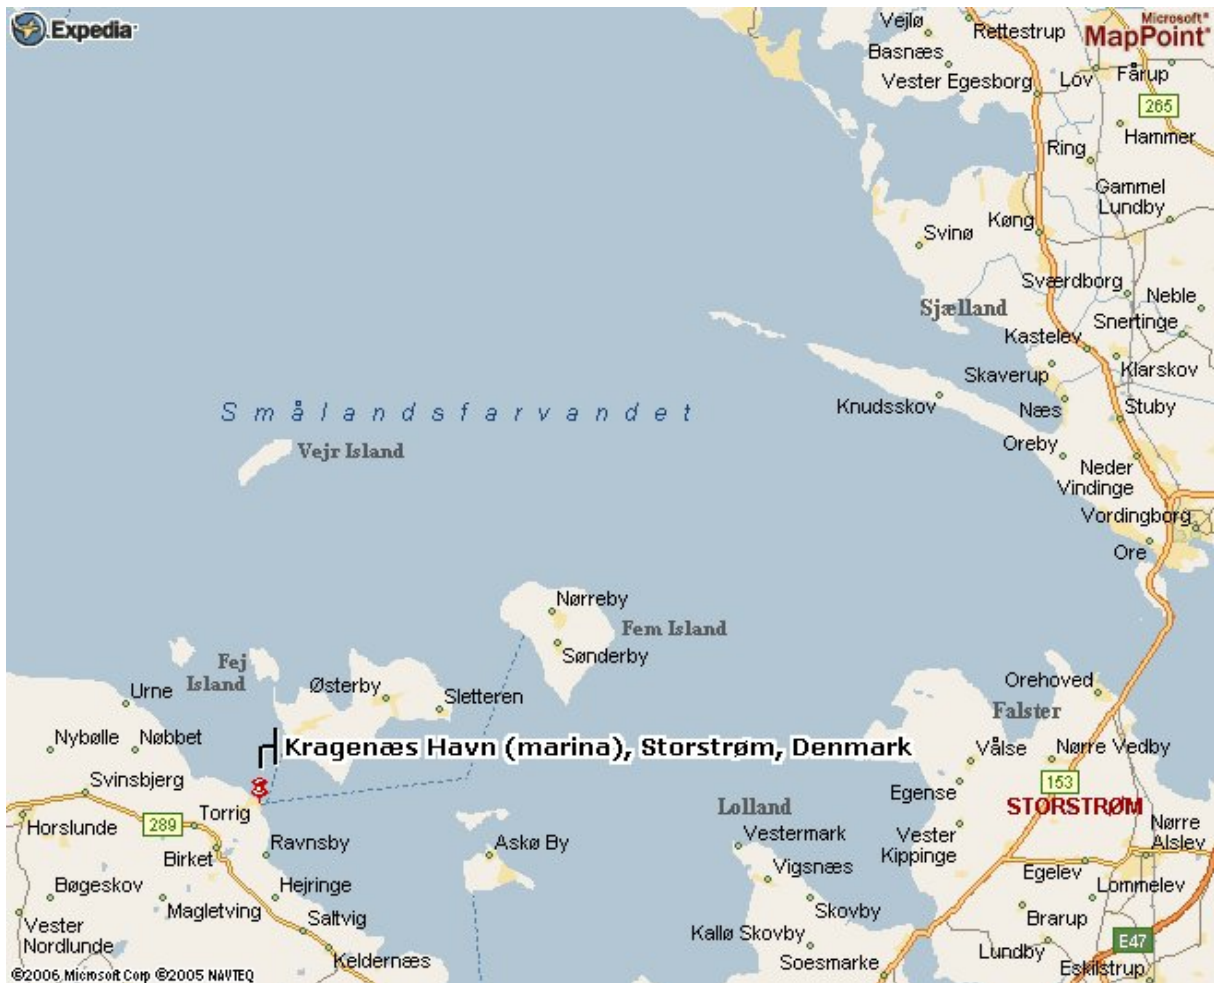 Expedia
Microsoft®
MapPoint®
Vejlø
Rettestrup
Basnæs
Vester Egesborg
Lov
Fårup
265
Hammer
Ring
Gammel
Lundby
Svinø
Køng
Sværdborg
Neble
Sjælland
Snertinge
Kastelev
Skaverup
Klarskov
Knudsskov
Næs
Stuby
Smålandsfarvandet
Vejr Island
Oreby
Neder
Vindinge
Vordingborg
Ore
Nørreby
Fem Island
Sønderby
Fej
Island
Urne
Østerby
Sletteren
Orehoved
Falster
Nybølle
Nøbbet
Kragenæs Havn (marina), Storstrøm, Denmark
Vålse
Nørre Vedby
Svinsbjerg
Egense
153
STORSTRØM
Horslunde
289
Torrig
Lolland
Vestermark
Vester
Kippinge
Nørre
Alslev
Birket
Ravnsby
Askø By
Vigsnæs
Egelev
Lommelev
Bøgeskov
Hejringe
Magletving
Skovby
Brarup
Vester
Nordlunde
Saltvig
Kallø Skovby
Lundby
E47
Keldernæs
Soesmarke
Eskilstrup
©2006 Microsoft Corp ©2005 NAVTEQ